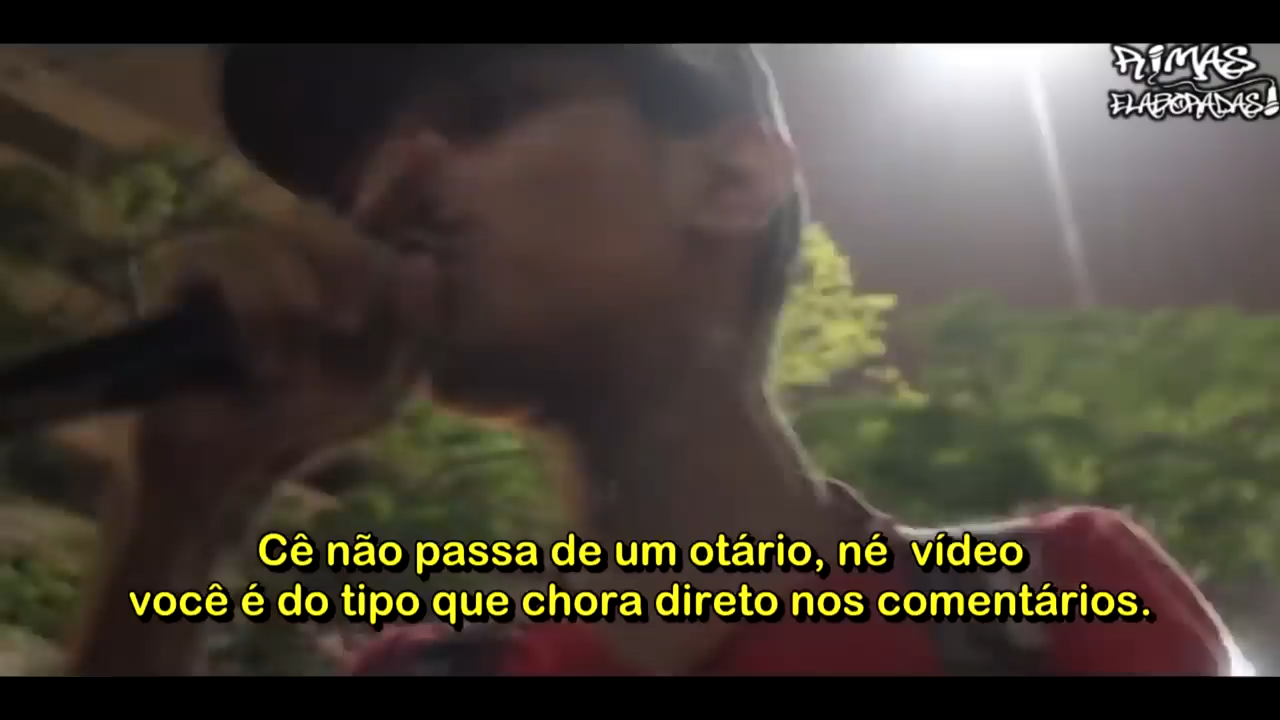 RIMAS
ELABORADAS!
Cê não passa de um otário, né  vídeo
você é do tipo que chora direto nos comentários.